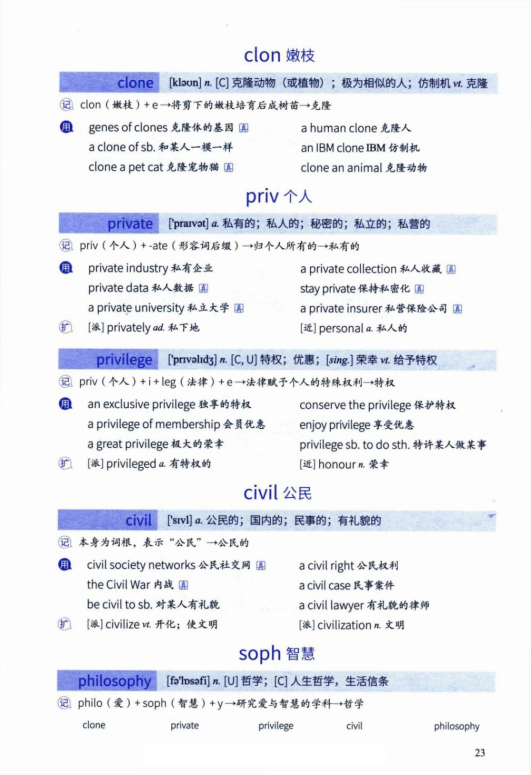 clon 嫩枝
clone [kləʊn] n. [C] 克隆动物（或植物）；极为相似的人；仿制机 vt. 克隆
记 clon（嫩枝）+ e→将剪下的嫩枝培育后成树苗→克隆
用 genes of clones 克隆体的基因 真 a human clone 克隆人
a clone of sb. 和某人一模一样 an IBM clone IBM 仿制机
clone a pet cat 克隆宠物猫 真 clone an animal 克隆动物
priv 个人
private ['praɪvət] a. 私有的；私人的；秘密的；私立的；私营的
记 priv（个人）+ -ate（形容词后缀）→归个人所有的→私有的
用 private industry 私有企业 a private collection 私人收藏 真
private data 私人数据 真 stay private 保持私密化 真
a private university 私立大学 真 a private insurer 私营保险公司 真
扩 [派] privately ad. 私下地 [近] personal a. 私人的
privilege ['prɪvəlɪdʒ] n. [C, U] 特权；优惠；[sing.] 荣幸 vt. 给予特权
记 priv（个人）+ i + leg（法律）+ e→法律赋予个人的特殊权利→特权
用 an exclusive privilege 独享的特权 conserve the privilege 保护特权
a privilege of membership 会员优惠 enjoy privilege 享受优惠
a great privilege 极大的荣幸 privilege sb. to do sth. 特许某人做某事
扩 [派] privileged a. 有特权的 [近] honour n. 荣幸
civil 公民
civil ['sɪvl] a. 公民的；国内的；民事的；有礼貌的
记 本身为词根，表示“公民”→公民的
用 civil society networks 公民社交网 真 a civil right 公民权利
the Civil War 内战 真 a civil case 民事案件
be civil to sb. 对某人有礼貌 a civil lawyer 有礼貌的律师
扩 [派] civilize vt. 开化；使文明 [派] civilization n. 文明
soph 智慧
philosophy [fə'lɒsəfi] n. [U] 哲学；[C] 人生哲学，生活信条
记 philo（爱）+ soph（智慧）+ y→研究爱与智慧的学科→哲学
clone private privilege civil philosophy
23